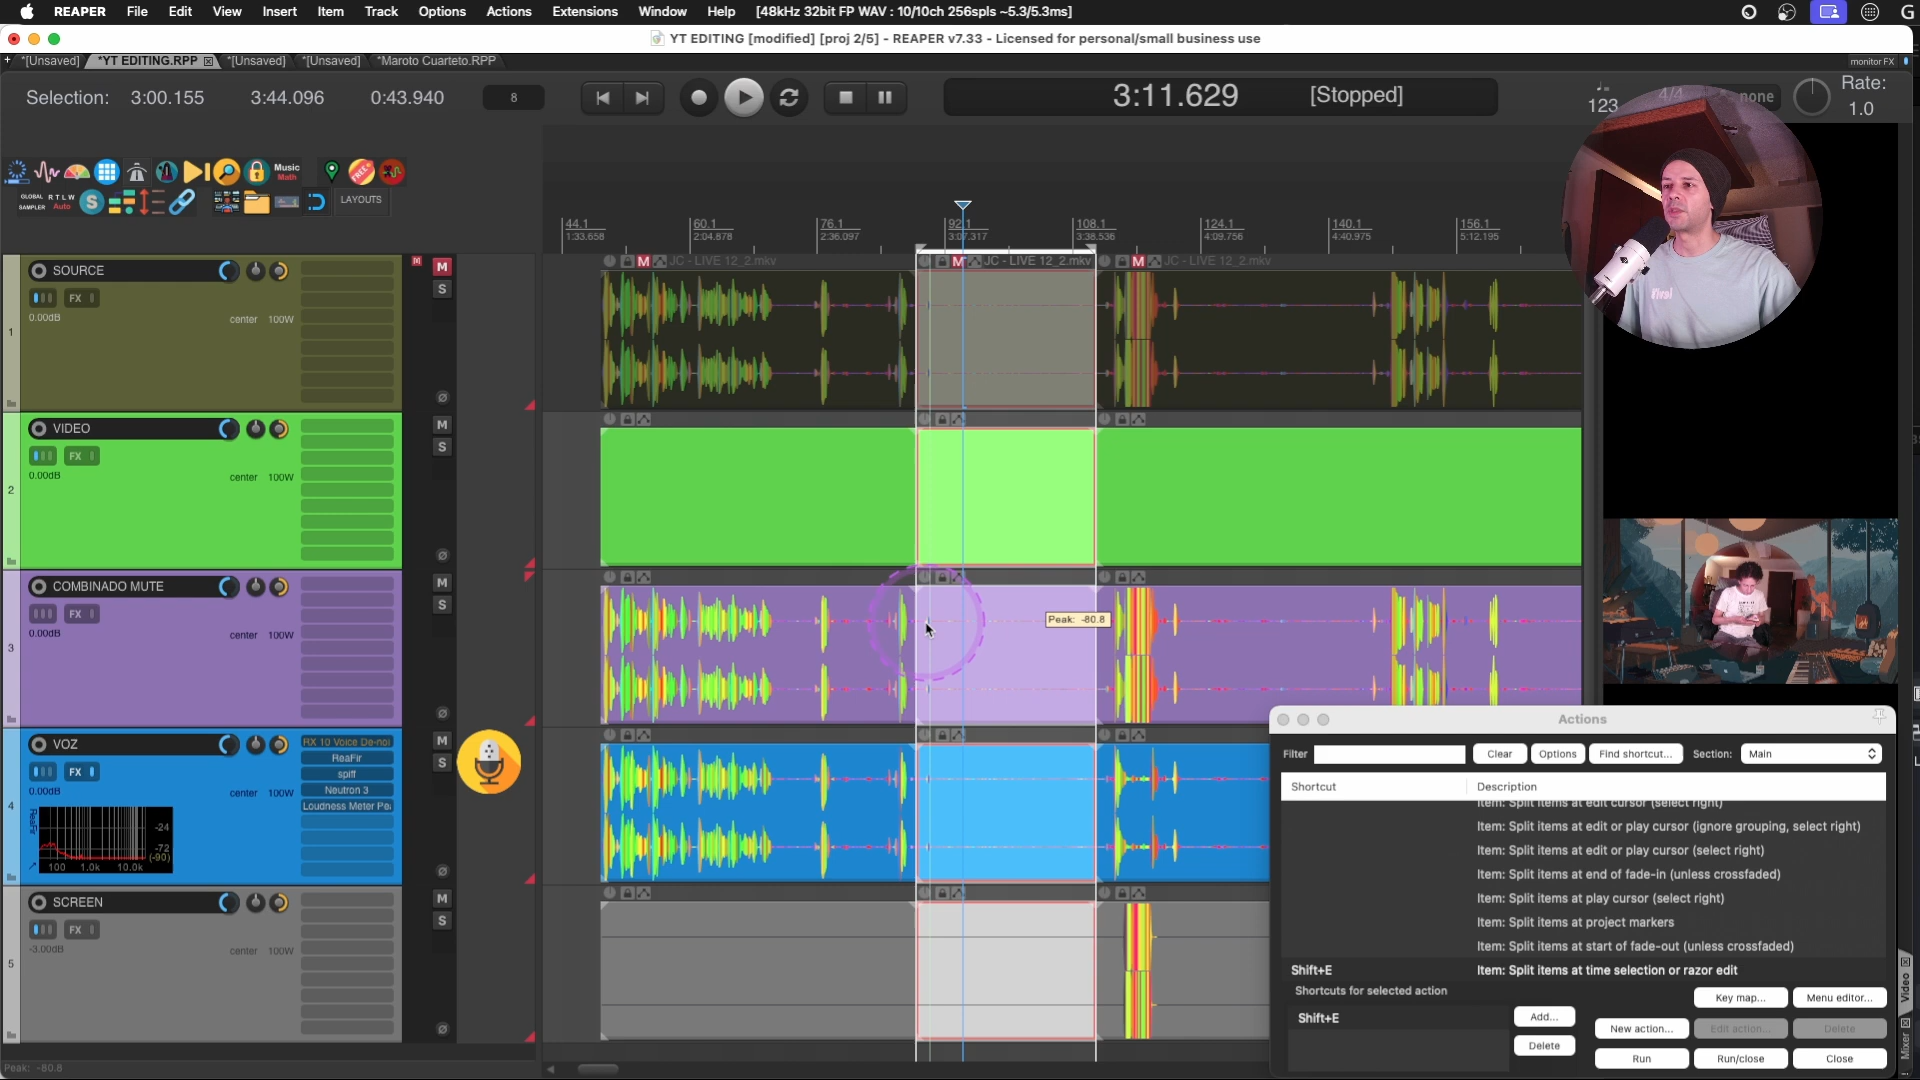 REAPER File Edit View Insert Item Track Options Actions Extensions Window Help [48kHz 32bit FP WAV : 10/10ch 256spls ~5.3/5.3ms]
YT EDITING [modified] [proj 2/5] - REAPER v7.33 - Licensed for personal/small business use
+ *[Unsaved] *YT EDITING.RPP *[Unsaved] *[Unsaved] *Maroto Cuarteto.RPP monitor FX
Selection: 3:00.155 3:44.096 0:43.940 8
3:11.629 [Stopped]
123 4/4 none
Rate:
1.0
Music
Math
GLOBAL
SAMPLER
R T L W
Auto
S
LAYOUTS
44.1 60.1 76.1 92.1 108.1 124.1 140.1 156.1
1:33.658 2:04.878 2:36.097 3:07.317 3:38.536 4:09.756 4:40.975 5:12.195
M JC - LIVE 12_2.mkv M JC - LIVE 12_2.mkv M JC - LIVE 12_2.mkv
1 SOURCE M
S
FX
0.00dB center 100W
2 VIDEO M
S
FX
0.00dB center 100W
3 COMBINADO MUTE M
S
FX
0.00dB center 100W
Peak: -80.8
4 VOZ M
S
FX
0.00dB center 100W
RX 10 Voice De-noi
ReaFir
spiff
Neutron 3
Loudness Meter Pe
ReaFir
-24
-72
(-90)
100 1.0k 10.0k
5 SCREEN M
S
FX
-3.00dB center 100W
Peak: -80.8
Actions
Filter Clear Options Find shortcut... Section: Main
Shortcut Description
Item: Split items at edit cursor (select right)
Item: Split items at edit or play cursor (ignore grouping, select right)
Item: Split items at edit or play cursor (select right)
Item: Split items at end of fade-in (unless crossfaded)
Item: Split items at play cursor (select right)
Item: Split items at project markers
Item: Split items at start of fade-out (unless crossfaded)
Shift+E Item: Split items at time selection or razor edit
Shortcuts for selected action
Shift+E
Add...
Delete
Key map... Menu editor...
New action... Edit action... Delete
Run Run/close Close
Video
Mixer